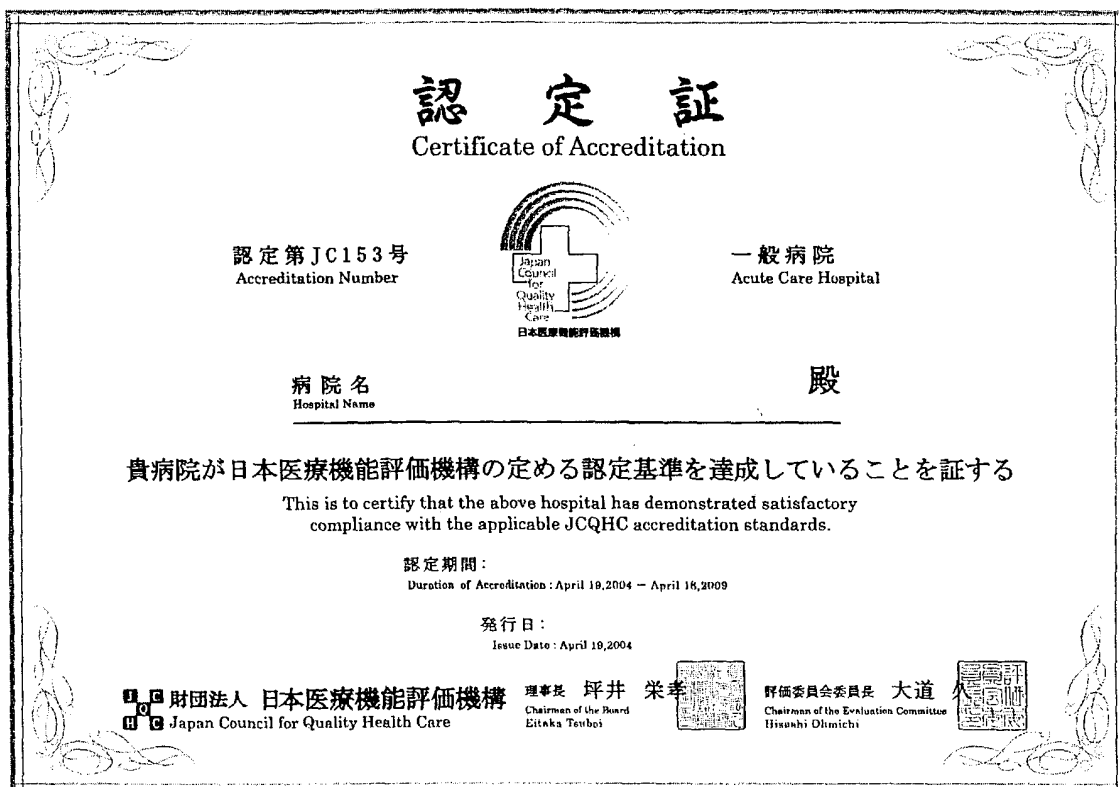 認定証
Certificate of Accreditation
認定第JC153号
Accreditation Number
Japan
Council
for
Quality
Health
Care
日本医療機能評価機構
一般病院
Acute Care Hospital
病院名
Hospital Name
殿
貴病院が日本医療機能評価機構の定める認定基準を達成していることを証する
This is to certify that the above hospital has demonstrated satisfactory
compliance with the applicable JCQHC accreditation standards.
認定期間：
Duration of Accreditation : April 19,2004 − April 18,2009
発行日：
Issue Date : April 19,2004
J C Q H C
財団法人 日本医療機能評価機構
Japan Council for Quality Health Care
理事長 坪井 栄孝
Chairman of the Board
Eitaka Tsuboi
評価委員会委員長 大道 久
Chairman of the Evaluation Committee
Hisashi Ohmichi